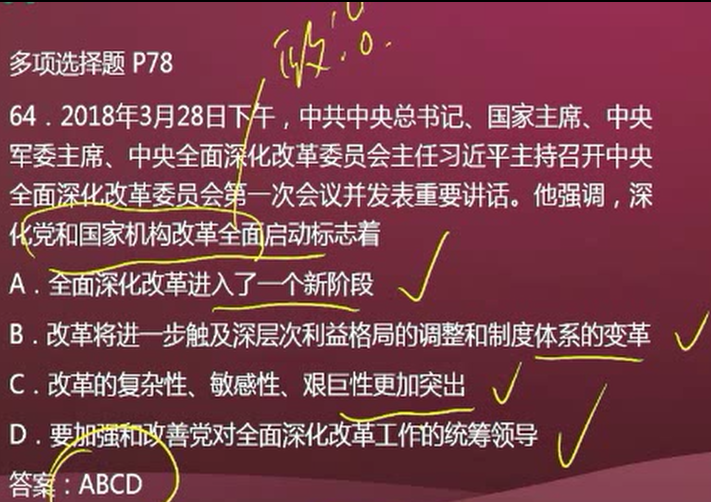 改:0.
多项选择题 P78
64．2018年3月28日下午，中共中央总书记、国家主席、中央
军委主席、中央全面深化改革委员会主任习近平主持召开中央
全面深化改革委员会第一次会议并发表重要讲话。他强调，深
化党和国家机构改革全面启动标志着
A．全面深化改革进入了一个新阶段
B．改革将进一步触及深层次利益格局的调整和制度体系的变革
C．改革的复杂性、敏感性、艰巨性更加突出
D．要加强和改善党对全面深化改革工作的统筹领导
答案：ABCD